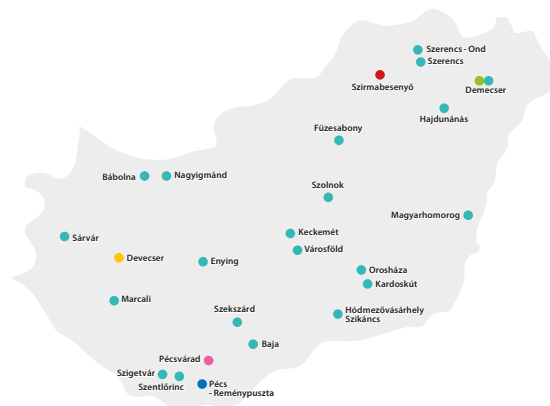 Szerencs - Ond
Szerencs
Szirmabesenyő
Demecser
Hajdunánás
Füzesabony
Bábolna
Nagyigmánd
Szolnok
Magyarhomorog
Sárvár
Keckemét
Városföld
Devecser
Enying
Orosháza
Kardoskút
Marcali
Szekszárd
Hódmezővásárhely
Szikáncs
Baja
Pécsvárad
Szigetvár
Szentlőrinc
Pécs
- Reménypuszta